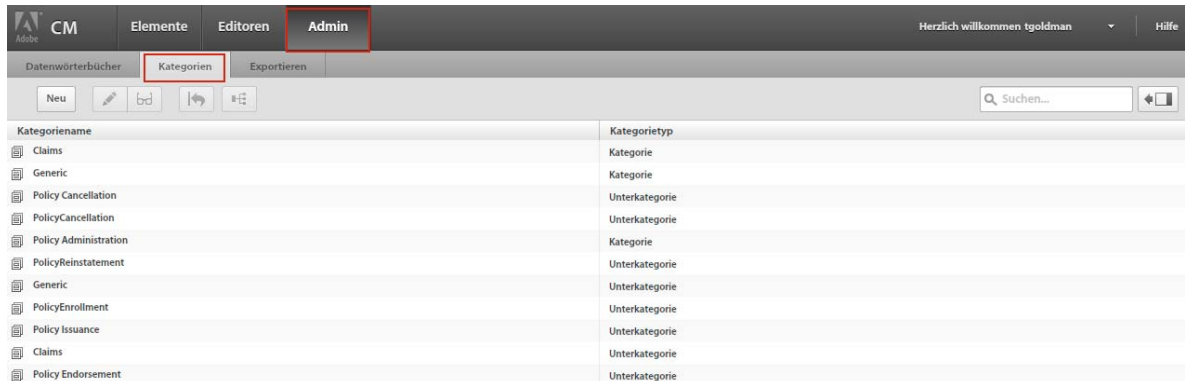 Adobe CM Elemente Editoren Admin Herzlich willkommen tgoldman Hilfe
Datenwörterbücher Kategorien Exportieren
Neu Suchen...
Kategoriename Kategorietyp
Claims Kategorie
Generic Kategorie
Policy Cancellation Unterkategorie
PolicyCancellation Unterkategorie
Policy Administration Kategorie
PolicyReinstatement Unterkategorie
Generic Unterkategorie
PolicyEnrollment Unterkategorie
Policy Issuance Unterkategorie
Claims Unterkategorie
Policy Endorsement Unterkategorie